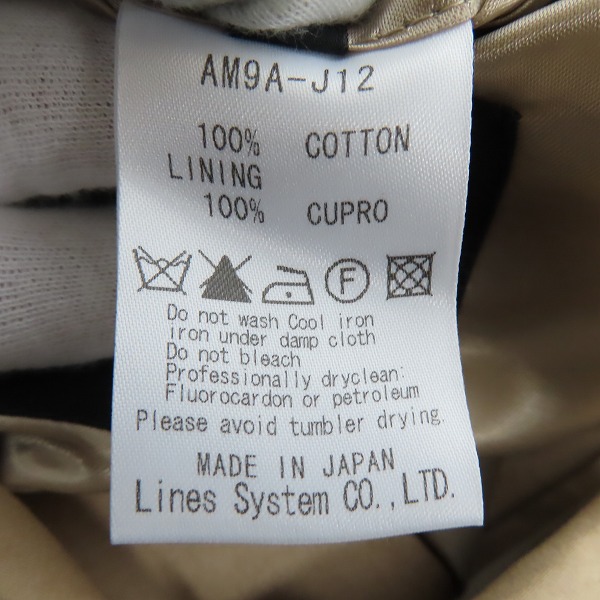 AM9A-J12
100% COTTON
LINING
100% CUPRO
F
Do not wash Cool iron
iron under damp cloth
Do not bleach
Professionally dryclean:
Fluorocardon or petroleum
Please avoid tumbler drying.
MADE IN JAPAN
Lines System CO.,LTD.